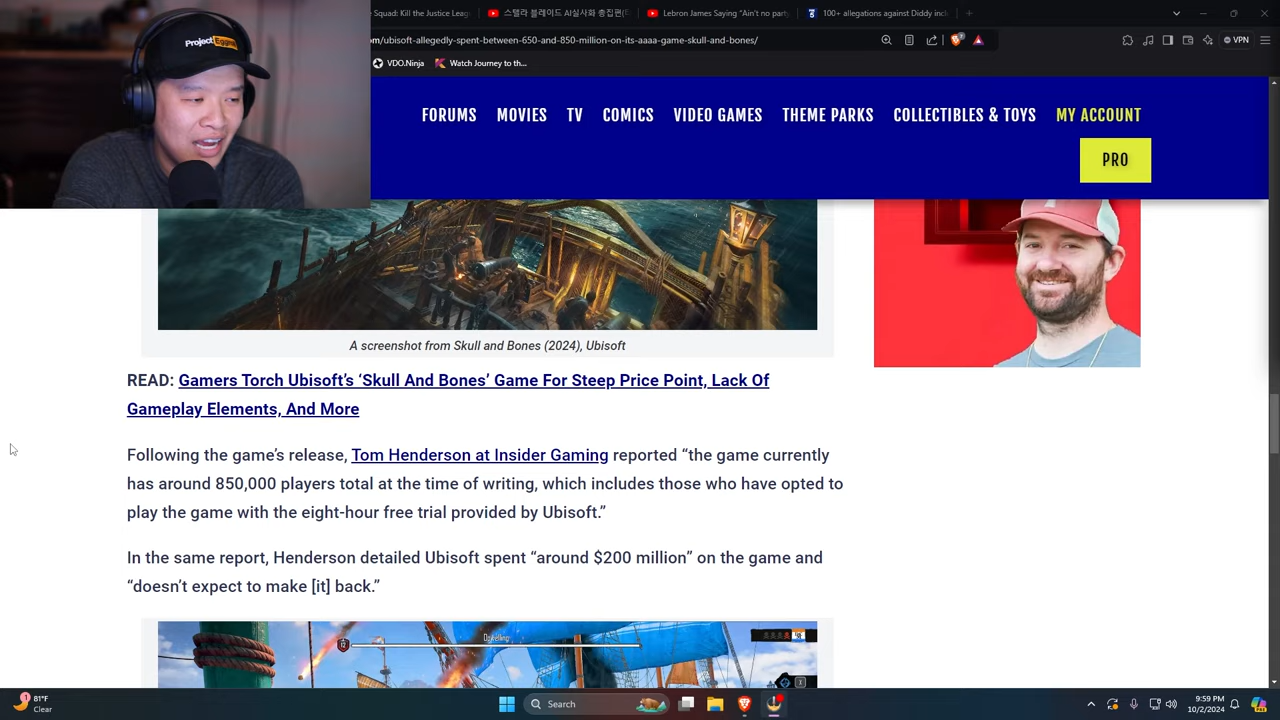 Project Eggs
Squad: Kill the Justice Leag
스텔라 블레이드 AI실사화 총집편(E
Lebron James Saying "Ain't no part
100+ allegations against Diddy incl
om/ubisoft-allegedly-spent-between-650-and-850-million-on-its-aaaa-game-skull-and-bones/
VPN
VDO.Ninja
Watch Journey to th...
FORUMS MOVIES TV COMICS VIDEO GAMES THEME PARKS COLLECTIBLES & TOYS MY ACCOUNT
PRO
A screenshot from Skull and Bones (2024), Ubisoft
READ: Gamers Torch Ubisoft's ‘Skull And Bones’ Game For Steep Price Point, Lack Of
Gameplay Elements, And More
Following the game's release, Tom Henderson at Insider Gaming reported “the game currently
has around 850,000 players total at the time of writing, which includes those who have opted to
play the game with the eight-hour free trial provided by Ubisoft.”
In the same report, Henderson detailed Ubisoft spent “around $200 million” on the game and
“doesn't expect to make [it] back.”
12
81°F
Clear
Search
9:59 PM
10/2/2024